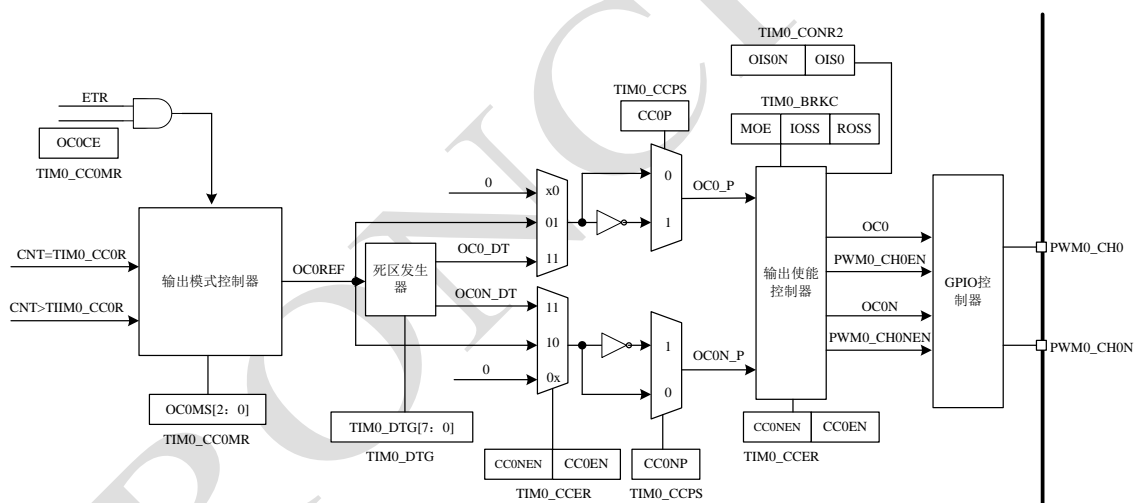 TIM0_CONR2
OIS0N
OIS0
TIM0_CCPS
CC0P
TIM0_BRKC
MOE
IOSS
ROSS
ETR
OC0CE
TIM0_CC0MR
0
x0
01
11
0
1
OC0_P
CNT=TIM0_CC0R
CNT>TIIM0_CC0R
输出模式控制器
OC0REF
死区发生
器
OC0_DT
OC0N_DT
11
10
0x
0
1
0
OC0N_P
输出使能
控制器
OC0
PWM0_CH0EN
OC0N
PWM0_CH0NEN
GPIO控
制器
PWM0_CH0
PWM0_CH0N
OC0MS[2：0]
TIM0_CC0MR
TIM0_DTG[7：0]
TIM0_DTG
CC0NEN
CC0EN
TIM0_CCER
CC0NP
TIM0_CCPS
CC0NEN
CC0EN
TIM0_CCER